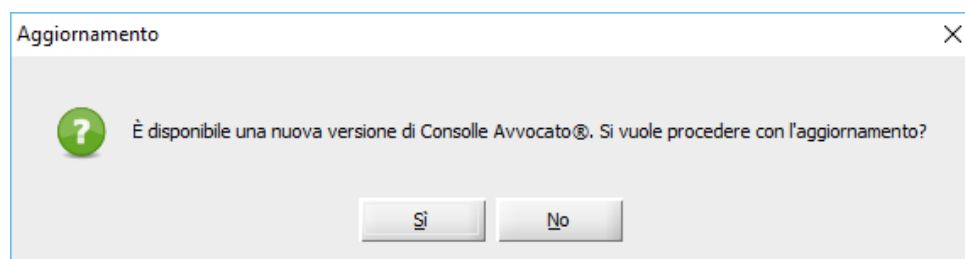 Aggiornamento
È disponibile una nuova versione di Consolle Avvocato®. Si vuole procedere con l'aggiornamento?
Sì
No